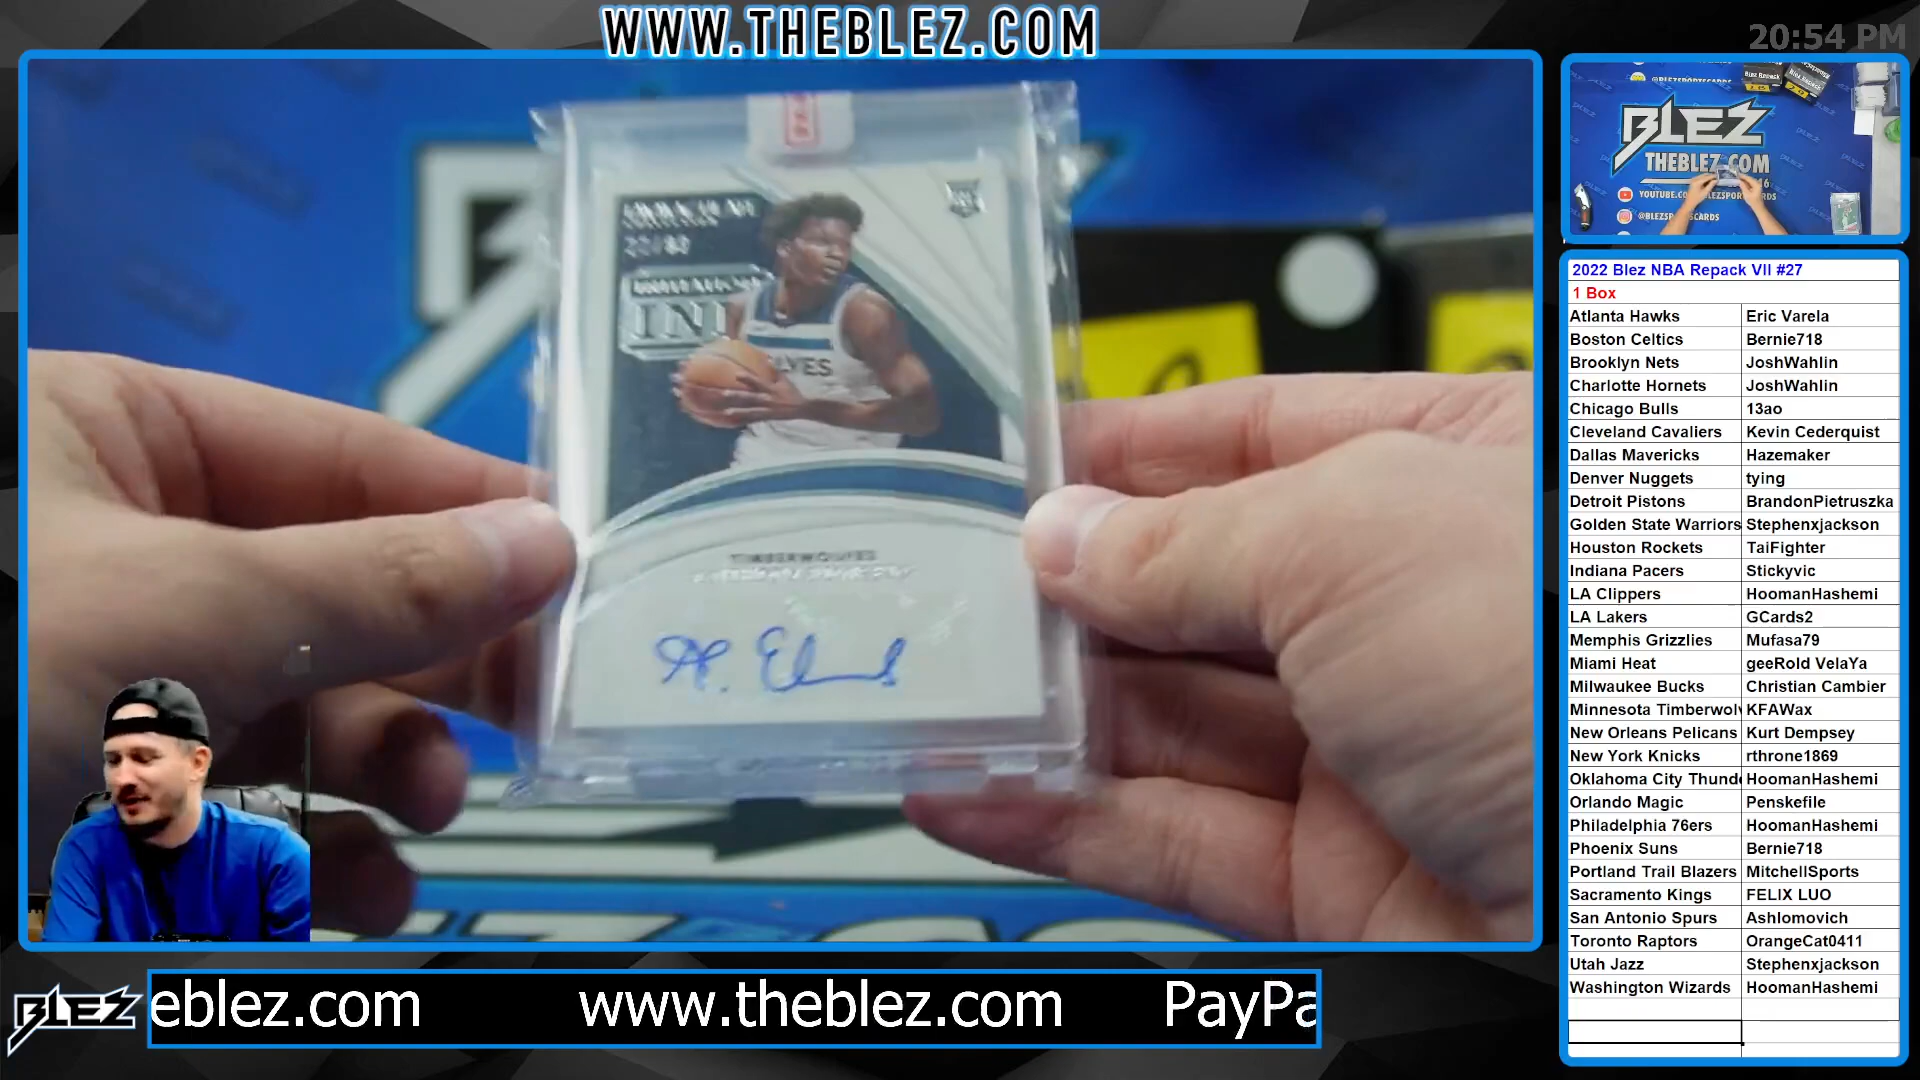 WWW.THEBLEZ.COM
20:54 PM
BLEZ
THEBLEZ.COM
2022 Blez NBA Repack VII #27
1 Box
Atlanta Hawks Eric Varela
Boston Celtics Bernie718
Brooklyn Nets JoshWahlin
Charlotte Hornets JoshWahlin
Chicago Bulls 13ao
Cleveland Cavaliers Kevin Cederquist
Dallas Mavericks Hazemaker
Denver Nuggets tying
Detroit Pistons BrandonPietruszka
Golden State Warriors Stephenxjackson
Houston Rockets TaiFighter
Indiana Pacers Stickyvic
LA Clippers HoomanHashemi
LA Lakers GCards2
Memphis Grizzlies Mufasa79
Miami Heat geeRold VelaYa
Milwaukee Bucks Christian Cambier
Minnesota Timberwolv KFAWax
New Orleans Pelicans Kurt Dempsey
New York Knicks rthrone1869
Oklahoma City Thunde HoomanHashemi
Orlando Magic Penskefile
Philadelphia 76ers HoomanHashemi
Phoenix Suns Bernie718
Portland Trail Blazers MitchellSports
Sacramento Kings FELIX LUO
San Antonio Spurs Ashlomovich
Toronto Raptors OrangeCat0411
Utah Jazz Stephenxjackson
Washington Wizards HoomanHashemi
TIMBERWOLVES
BLEZ
eblez.com www.theblez.com PayPa